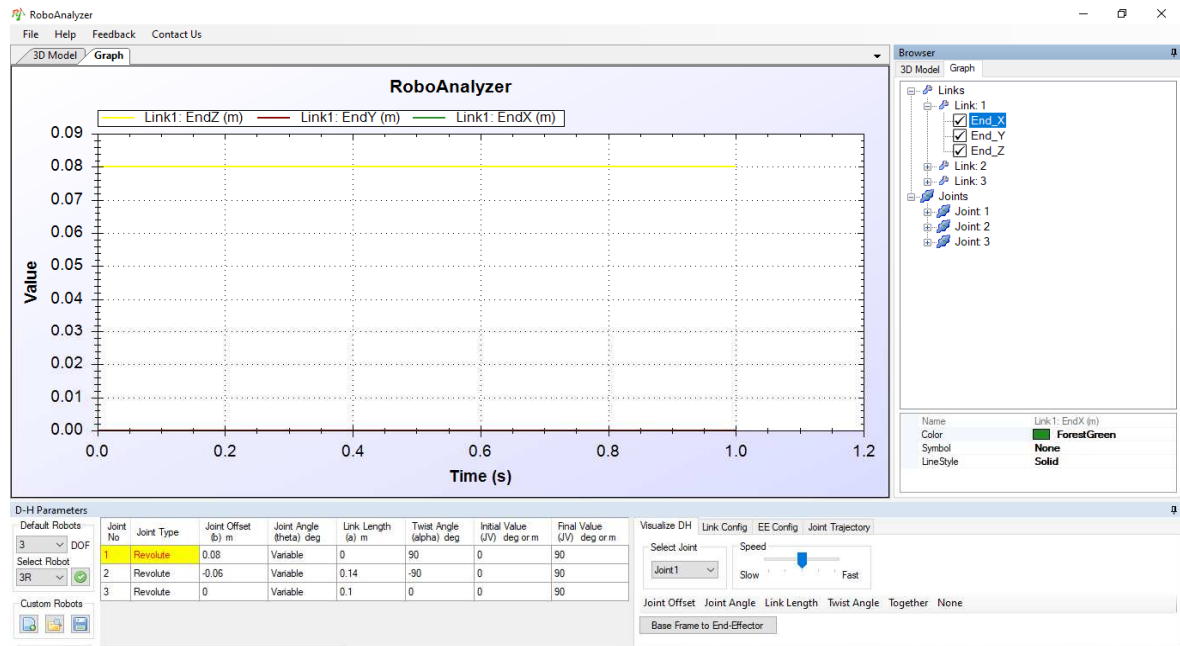 RoboAnalyzer
File Help Feedback Contact Us
3D Model Graph
RoboAnalyzer
Link1: EndZ (m) Link1: EndY (m) Link1: EndX (m)
0.09
0.08
0.07
0.06
0.05
0.04
0.03
0.02
0.01
0.00
Value
0.0 0.2 0.4 0.6 0.8 1.0 1.2
Time (s)
Browser
3D Model Graph
Links
Link: 1
End_X
End_Y
End_Z
Link: 2
Link: 3
Joints
Joint: 1
Joint: 2
Joint: 3
Name Link1: EndX (m)
Color ForestGreen
Symbol None
LineStyle Solid
D-H Parameters
Default Robots
3 DOF
Select Robot
3R
Custom Robots
Joint No Joint Type Joint Offset (b) m Joint Angle (theta) deg Link Length (a) m Twist Angle (alpha) deg Initial Value (JV) deg or m Final Value (JV) deg or m
1 Revolute 0.08 Variable 0 90 0 90
2 Revolute -0.06 Variable 0.14 -90 0 90
3 Revolute 0 Variable 0.1 0 0 90
Visualize DH Link Config EE Config Joint Trajectory
Select Joint Speed
Joint1 Slow Fast
Joint Offset Joint Angle Link Length Twist Angle Together None
Base Frame to End-Effector